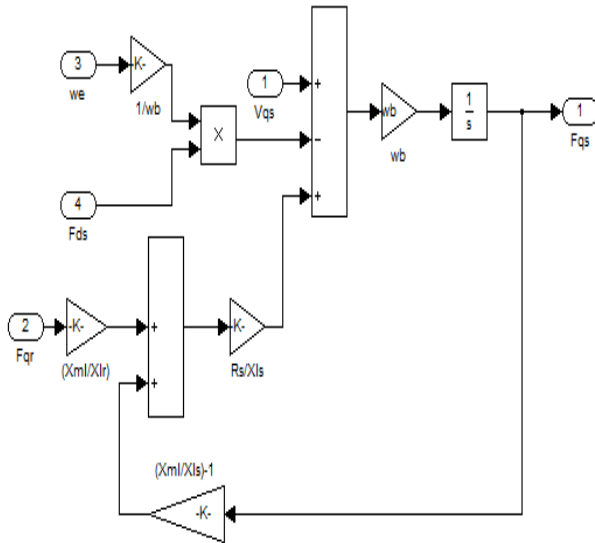 3
-K-
we
1/wb
1
Vqs
+
X
−
wb
wb
1
s
1
Fqs
4
Fds
+
2
-K-
+
-K-
Fqr
(Xml/Xlr)
Rs/Xls
+
(Xml/Xls)-1
-K-